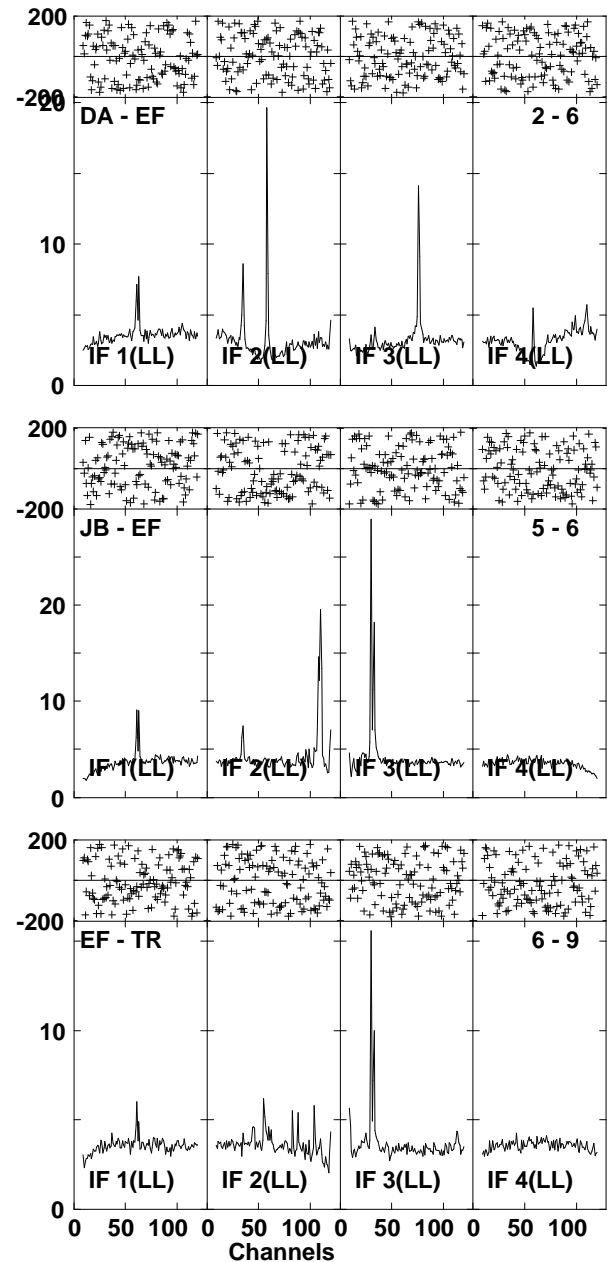 200
-200
20
DA - EF 2 - 6
10
IF 1(LL) IF 2(LL) IF 3(LL) IF 4(LL)
0
200
-200
JB - EF 5 - 6
20
10
IF 1(LL) IF 2(LL) IF 3(LL) IF 4(LL)
0
200
-200
EF - TR 6 - 9
10
IF 1(LL) IF 2(LL) IF 3(LL) IF 4(LL)
0
0 50 100 0 50 100 0 50 100 0 50 100
Channels